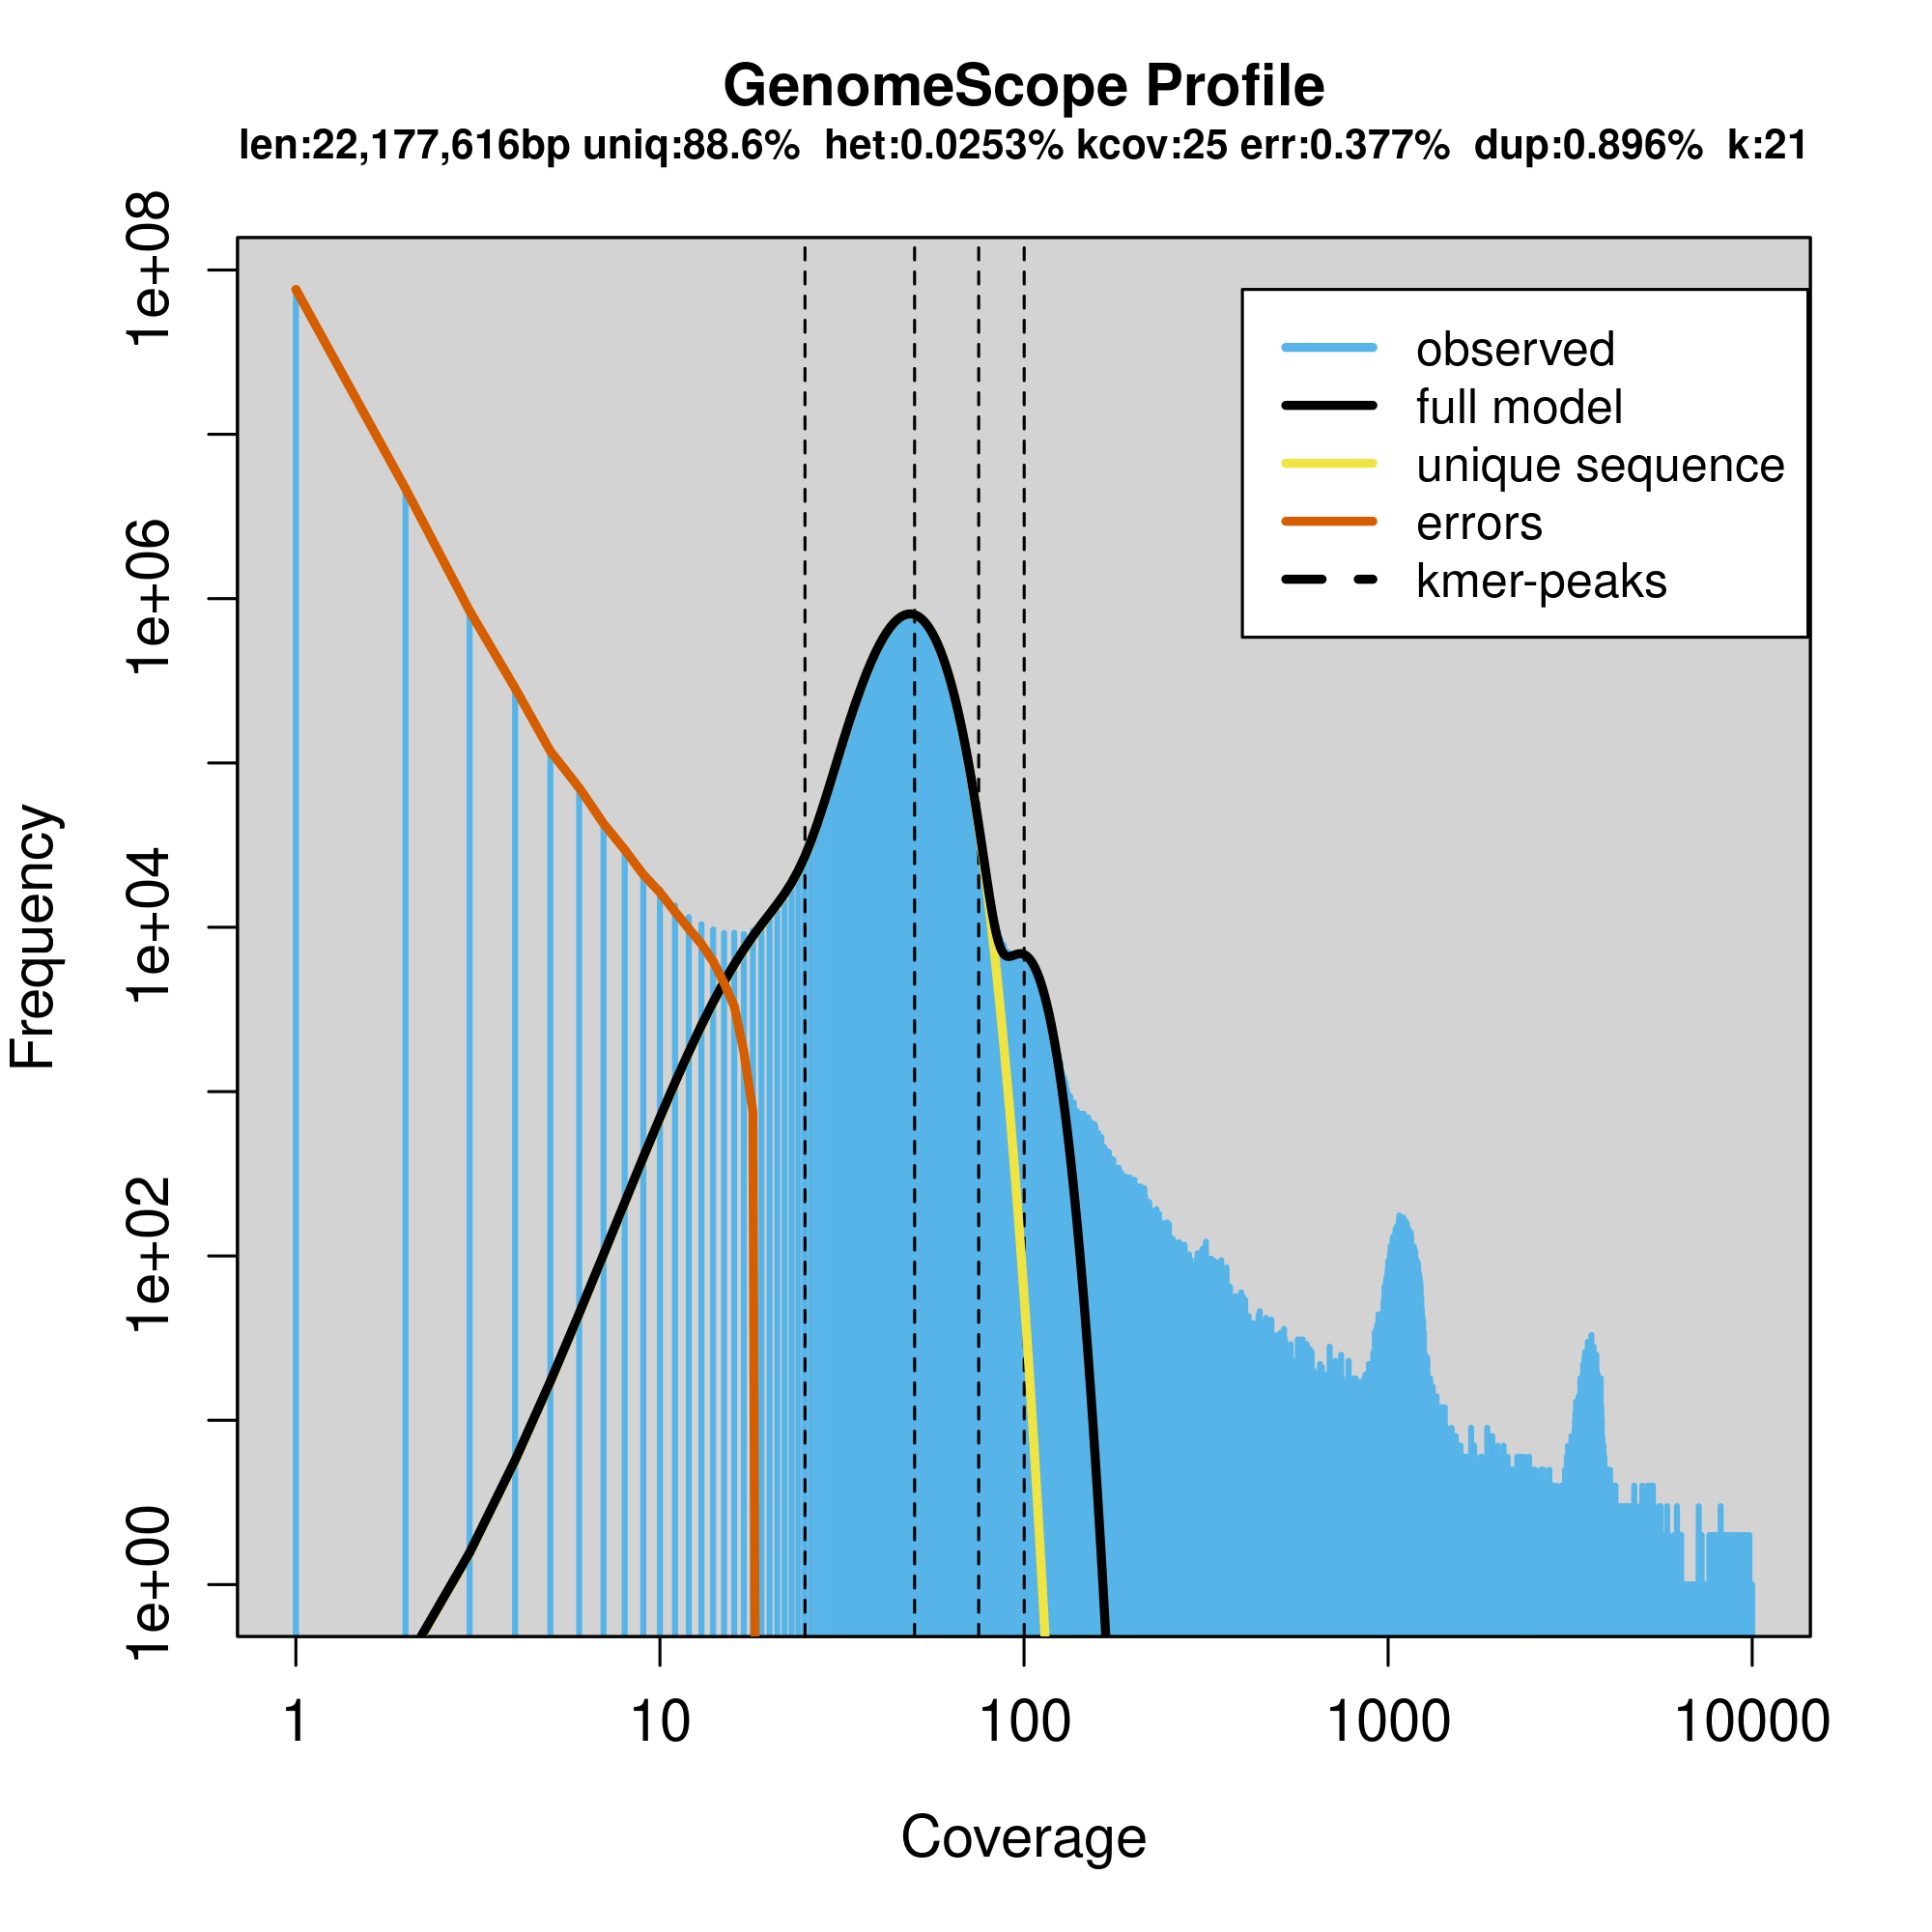 GenomeScope Profile
len:22,177,616bp uniq:88.6% het:0.0253% kcov:25 err:0.377% dup:0.896% k:21
1e+08
1e+06
1e+04
1e+02
1e+00
Frequency
observed
full model
unique sequence
errors
kmer-peaks
1 10 100 1000 10000
Coverage